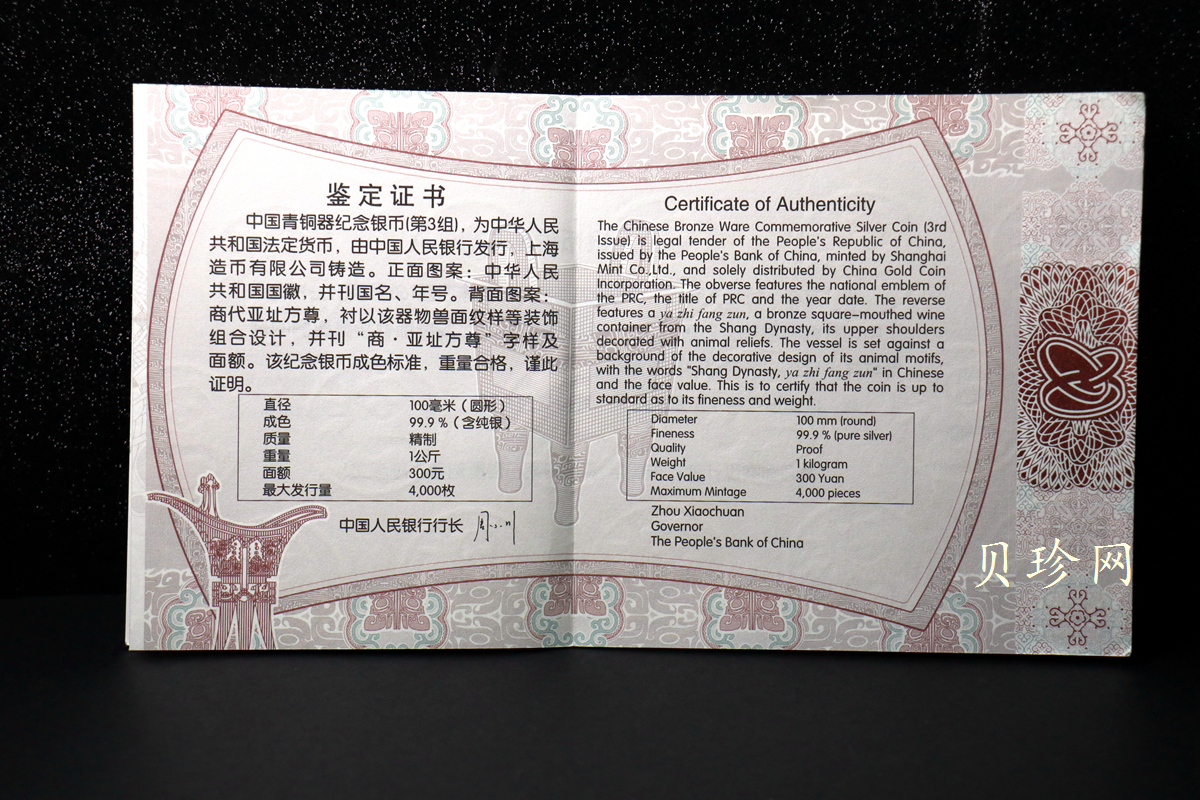 鉴定证书
中国青铜器纪念银币(第3组)，为中华人民
共和国法定货币，由中国人民银行发行，上海
造币有限公司铸造。正面图案：中华人民
共和国国徽，并刊国名、年号。背面图案：
商代亚址方尊，衬以该器物兽面纹样等装饰
组合设计，并刊“商·亚址方尊”字样及
面额。该纪念银币成色标准，重量合格，谨此
证明。
直径 100毫米（圆形）
成色 99.9％（含纯银）
质量 精制
重量 1公斤
面额 300元
最大发行量 4,000枚
中国人民银行行长
Certificate of Authenticity
The Chinese Bronze Ware Commemorative Silver Coin (3rd
Issue) is legal tender of the People's Republic of China,
issued by the People's Bank of China, minted by Shanghai
Mint Co.,Ltd., and solely distributed by China Gold Coin
Incorporation. The obverse features the national emblem of
the PRC, the title of PRC and the year date. The reverse
features a ya zhi fang zun, a bronze square-mouthed wine
container from the Shang Dynasty, its upper shoulders
decorated with animal reliefs. The vessel is set against a
background of the decorative design of its animal motifs,
with the words "Shang Dynasty, ya zhi fang zun" in Chinese
and the face value. This is to certify that the coin is up to
standard as to its fineness and weight.
Diameter 100 mm (round)
Fineness 99.9 % (pure silver)
Quality Proof
Weight 1 kilogram
Face Value 300 Yuan
Maximum Mintage 4,000 pieces
Zhou Xiaochuan
Governor
The People's Bank of China
贝珍网